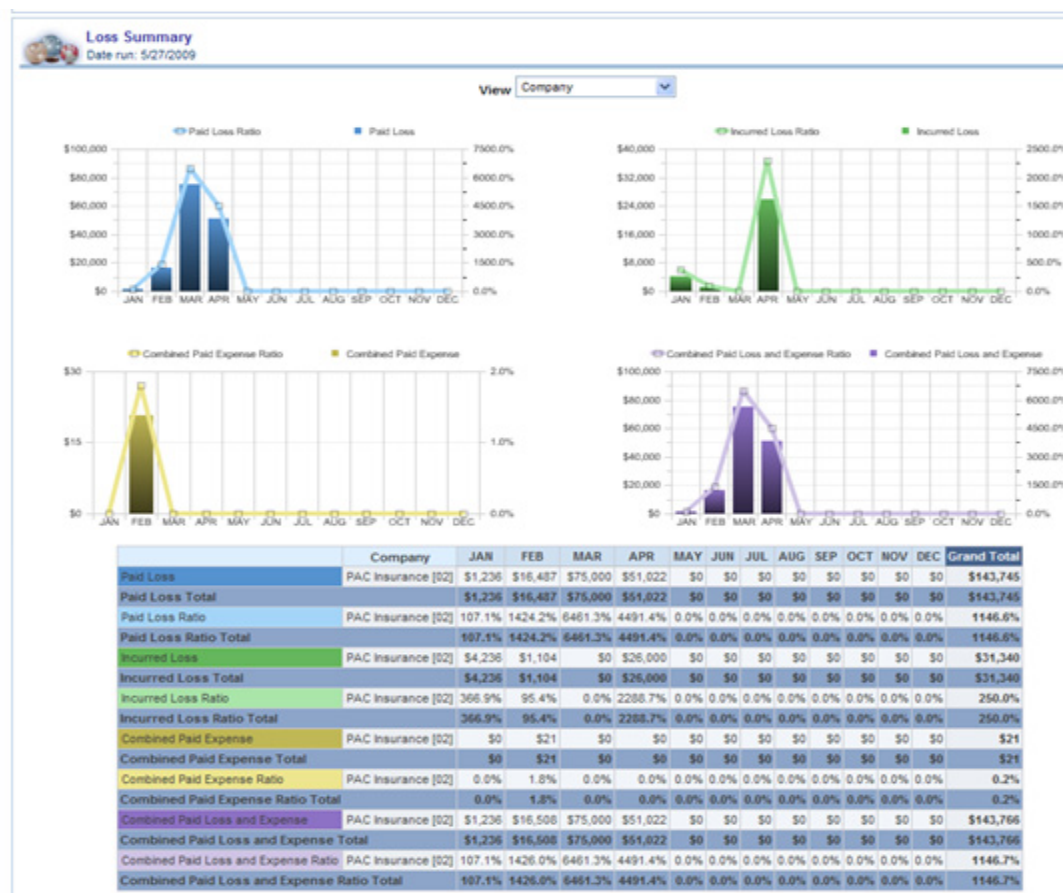 Loss Summary
Date run: 5/27/2009
View Company
Paid Loss Ratio Paid Loss
$100,000 7500.0%
$80,000 6000.0%
$60,000 4500.0%
$40,000 3000.0%
$20,000 1500.0%
$0 0.0%
JAN FEB MAR APR MAY JUN JUL AUG SEP OCT NOV DEC
Incurred Loss Ratio Incurred Loss
$40,000 2500.0%
$32,000 2000.0%
$24,000 1500.0%
$16,000 1000.0%
$8,000 500.0%
$0 0.0%
JAN FEB MAR APR MAY JUN JUL AUG SEP OCT NOV DEC
Combined Paid Expense Ratio Combined Paid Expense
$30 2.0%
$15 1.0%
$0 0.0%
JAN FEB MAR APR MAY JUN JUL AUG SEP OCT NOV DEC
Combined Paid Loss and Expense Ratio Combined Paid Loss and Expense
$100,000 7500.0%
$80,000 6000.0%
$60,000 4500.0%
$40,000 3000.0%
$20,000 1500.0%
$0 0.0%
JAN FEB MAR APR MAY JUN JUL AUG SEP OCT NOV DEC
Company JAN FEB MAR APR MAY JUN JUL AUG SEP OCT NOV DEC Grand Total
Paid Loss PAC Insurance [02] $1,236 $16,487 $75,000 $51,022 $0 $0 $0 $0 $0 $0 $0 $0 $143,745
Paid Loss Total $1,236 $16,487 $75,000 $51,022 $0 $0 $0 $0 $0 $0 $0 $0 $143,745
Paid Loss Ratio PAC Insurance [02] 107.1% 1424.2% 6461.3% 4491.4% 0.0% 0.0% 0.0% 0.0% 0.0% 0.0% 0.0% 0.0% 1146.6%
Paid Loss Ratio Total 107.1% 1424.2% 6461.3% 4491.4% 0.0% 0.0% 0.0% 0.0% 0.0% 0.0% 0.0% 0.0% 1146.6%
Incurred Loss PAC Insurance [02] $4,236 $1,104 $0 $26,000 $0 $0 $0 $0 $0 $0 $0 $0 $31,340
Incurred Loss Total $4,236 $1,104 $0 $26,000 $0 $0 $0 $0 $0 $0 $0 $0 $31,340
Incurred Loss Ratio PAC Insurance [02] 366.9% 95.4% 0.0% 2288.7% 0.0% 0.0% 0.0% 0.0% 0.0% 0.0% 0.0% 0.0% 250.0%
Incurred Loss Ratio Total 366.9% 95.4% 0.0% 2288.7% 0.0% 0.0% 0.0% 0.0% 0.0% 0.0% 0.0% 0.0% 250.0%
Combined Paid Expense PAC Insurance [02] $0 $21 $0 $0 $0 $0 $0 $0 $0 $0 $0 $0 $21
Combined Paid Expense Total $0 $21 $0 $0 $0 $0 $0 $0 $0 $0 $0 $0 $21
Combined Paid Expense Ratio PAC Insurance [02] 0.0% 1.8% 0.0% 0.0% 0.0% 0.0% 0.0% 0.0% 0.0% 0.0% 0.0% 0.0% 0.2%
Combined Paid Expense Ratio Total 0.0% 1.8% 0.0% 0.0% 0.0% 0.0% 0.0% 0.0% 0.0% 0.0% 0.0% 0.0% 0.2%
Combined Paid Loss and Expense PAC Insurance [02] $1,236 $16,508 $75,000 $51,022 $0 $0 $0 $0 $0 $0 $0 $0 $143,766
Combined Paid Loss and Expense Total $1,236 $16,508 $75,000 $51,022 $0 $0 $0 $0 $0 $0 $0 $0 $143,766
Combined Paid Loss and Expense Ratio PAC Insurance [02] 107.1% 1426.0% 6461.3% 4491.4% 0.0% 0.0% 0.0% 0.0% 0.0% 0.0% 0.0% 0.0% 1146.7%
Combined Paid Loss and Expense Ratio Total 107.1% 1426.0% 6461.3% 4491.4% 0.0% 0.0% 0.0% 0.0% 0.0% 0.0% 0.0% 0.0% 1146.7%